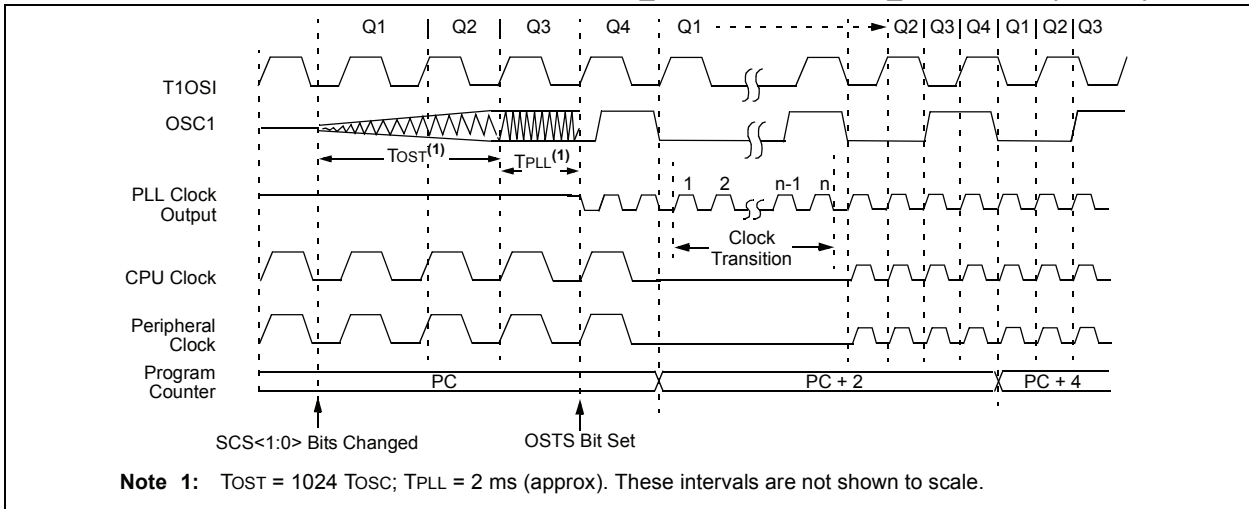 Q1 Q2 Q3 Q4 Q1 Q2 Q3 Q4 Q1 Q2 Q3
T1OSI
OSC1
TOST(1) TPLL(1)
1 2 n-1 n
PLL Clock
Output
Clock
Transition
CPU Clock
Peripheral
Clock
Program
Counter
PC PC + 2 PC + 4
SCS<1:0> Bits Changed OSTS Bit Set
Note 1: TOST = 1024 TOSC; TPLL = 2 ms (approx). These intervals are not shown to scale.